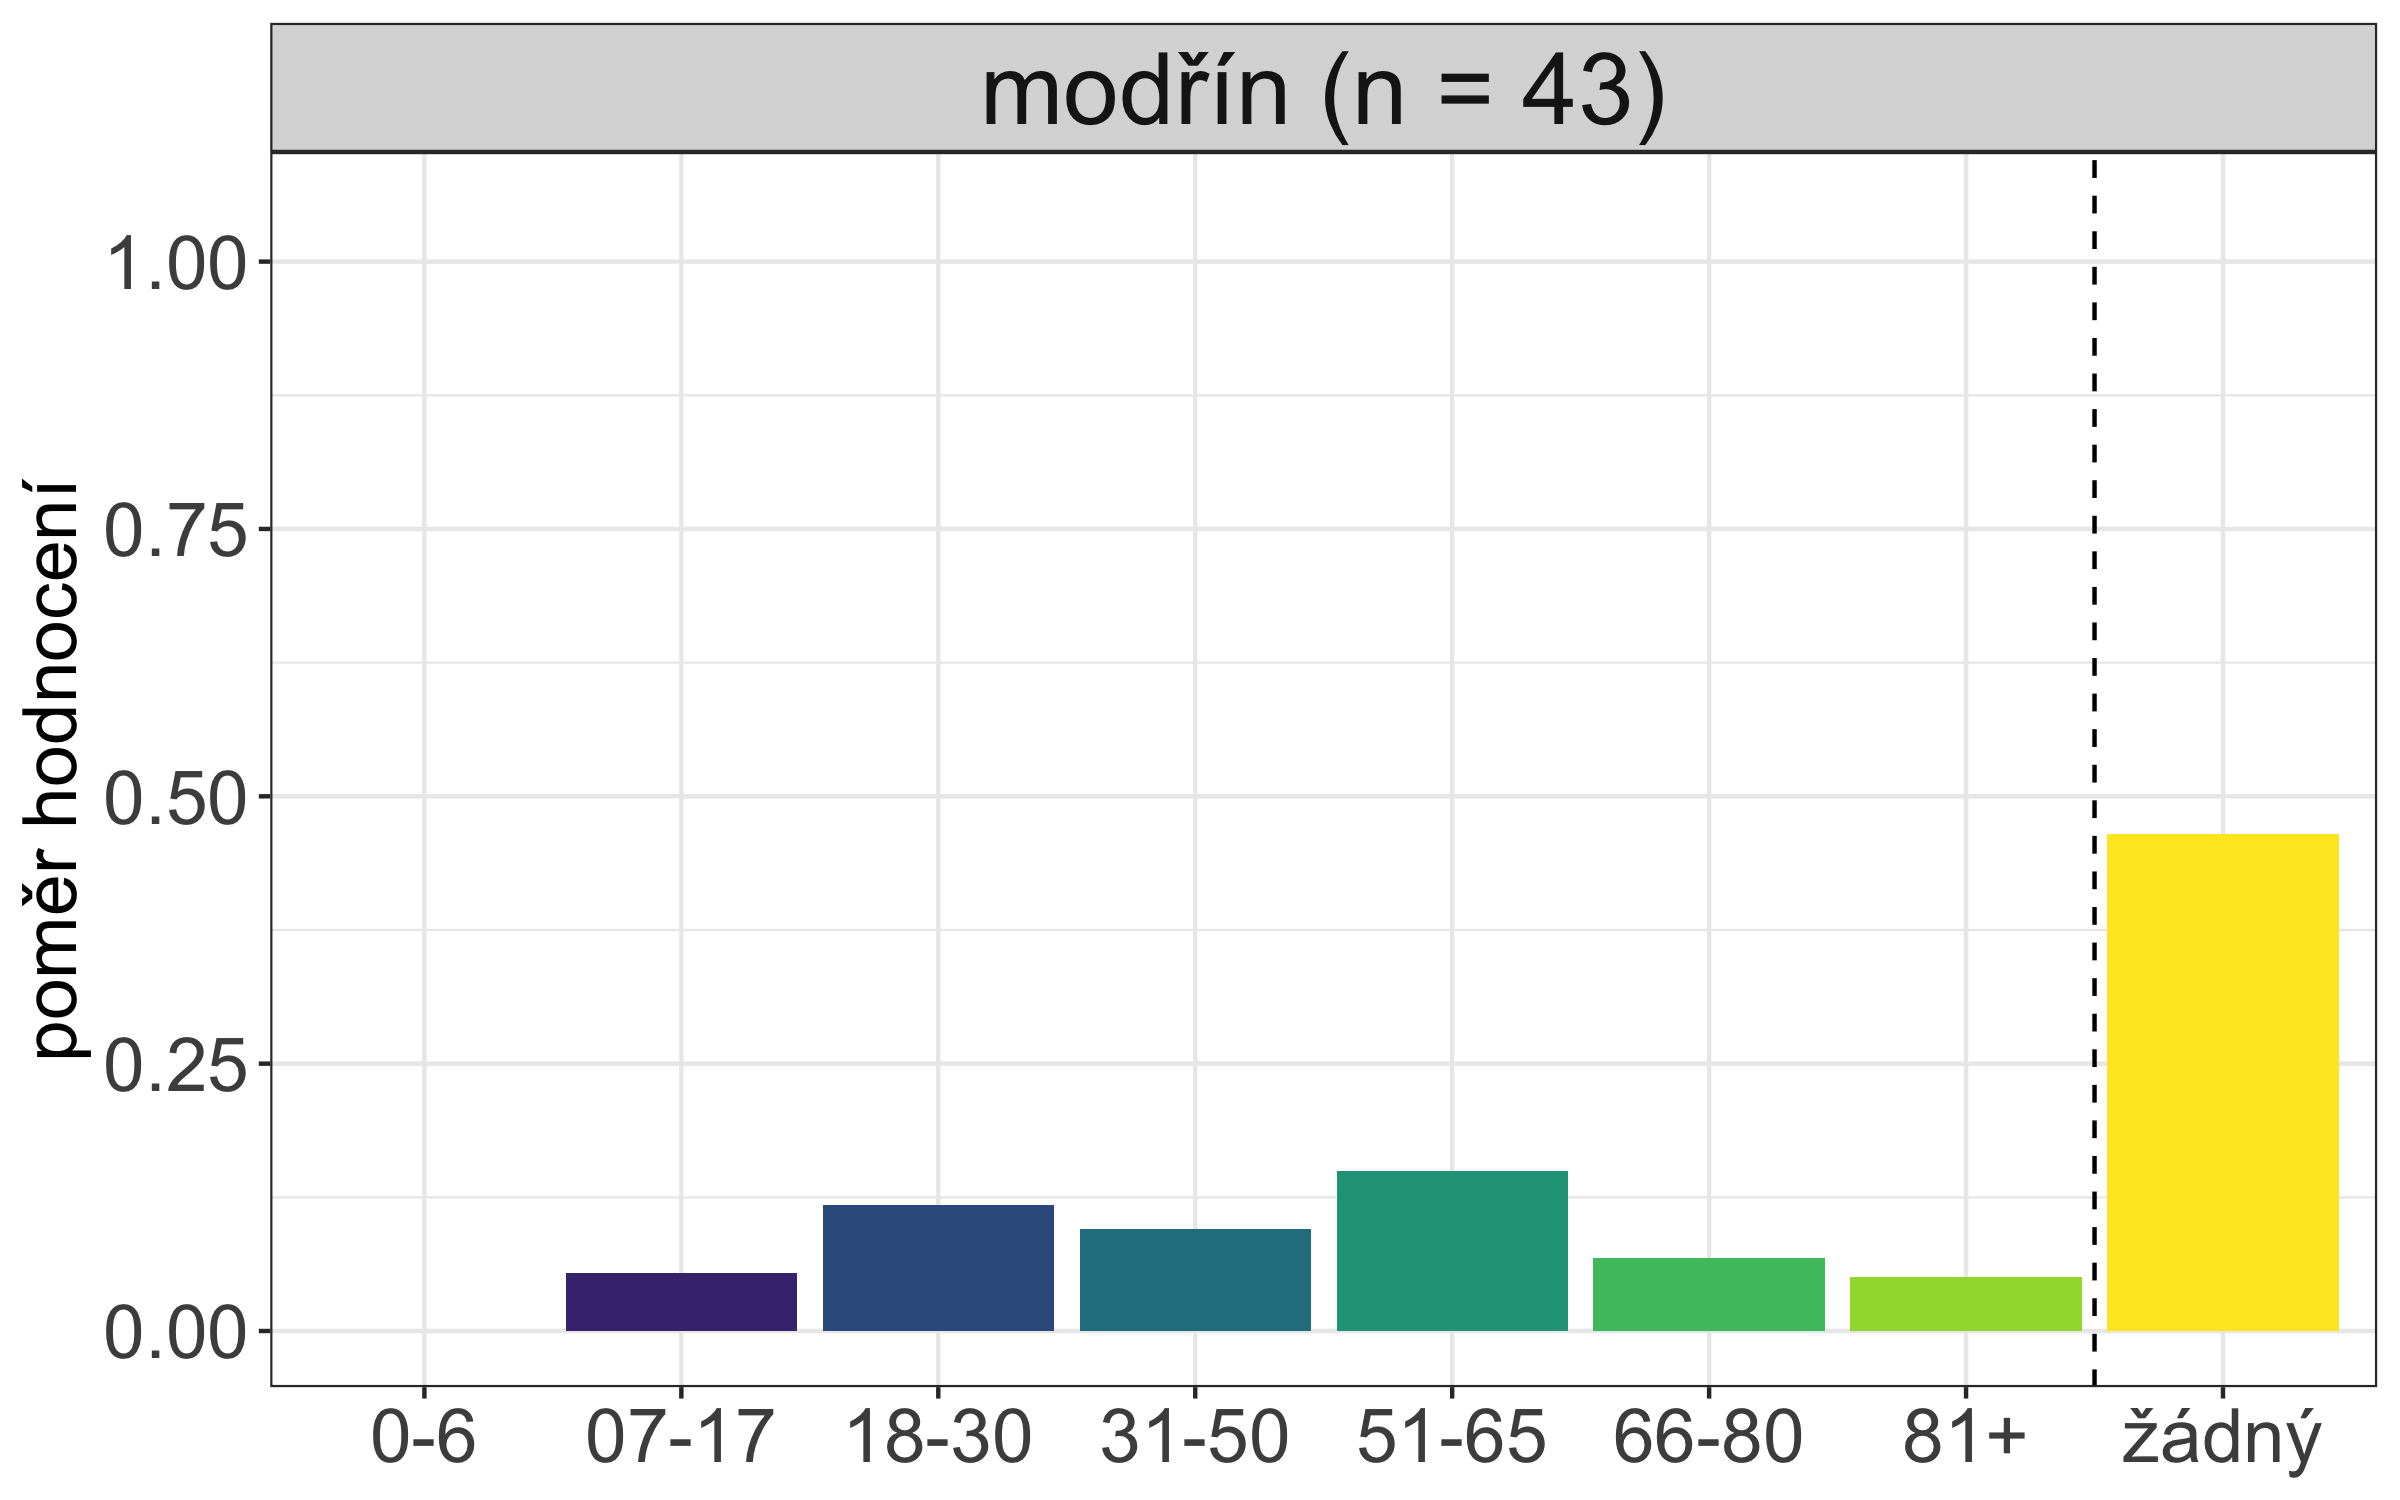 modřín (n = 43)
poměr hodnocení
1.00
0.75
0.50
0.25
0.00
0-6 07-17 18-30 31-50 51-65 66-80 81+ žádný